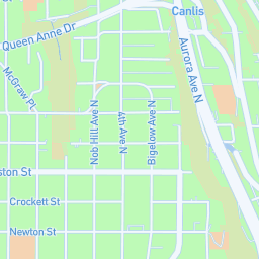 Canlis
Queen Anne Dr
Aurora Ave N
McGraw Pl
Nob Hill Ave N
4th Ave N
Bigelow Ave N
ston St
Crockett St
Newton St